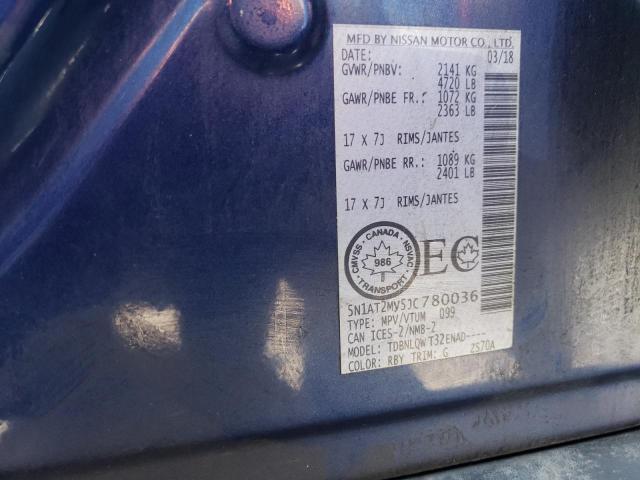 MFD BY NISSAN MOTOR CO., LTD.
DATE: 03/18
GVWR/PNBV: 2141 KG
4720 LB
GAWR/PNBE FR.: 1072 KG
2363 LB
17 X 7J RIMS/JANTES
GAWR/PNBE RR.: 1089 KG
2401 LB
17 X 7J RIMS/JANTES
CMVSS - CANADA - NSVAC
986
TRANSPORT
EC
5N1AT2MV5JC780036
TYPE: MPV/VTUM 099
CAN ICES-2/NMB-2
MODEL: TDBNLQWT32ENAD----
COLOR: RBY TRIM: G 2S70A